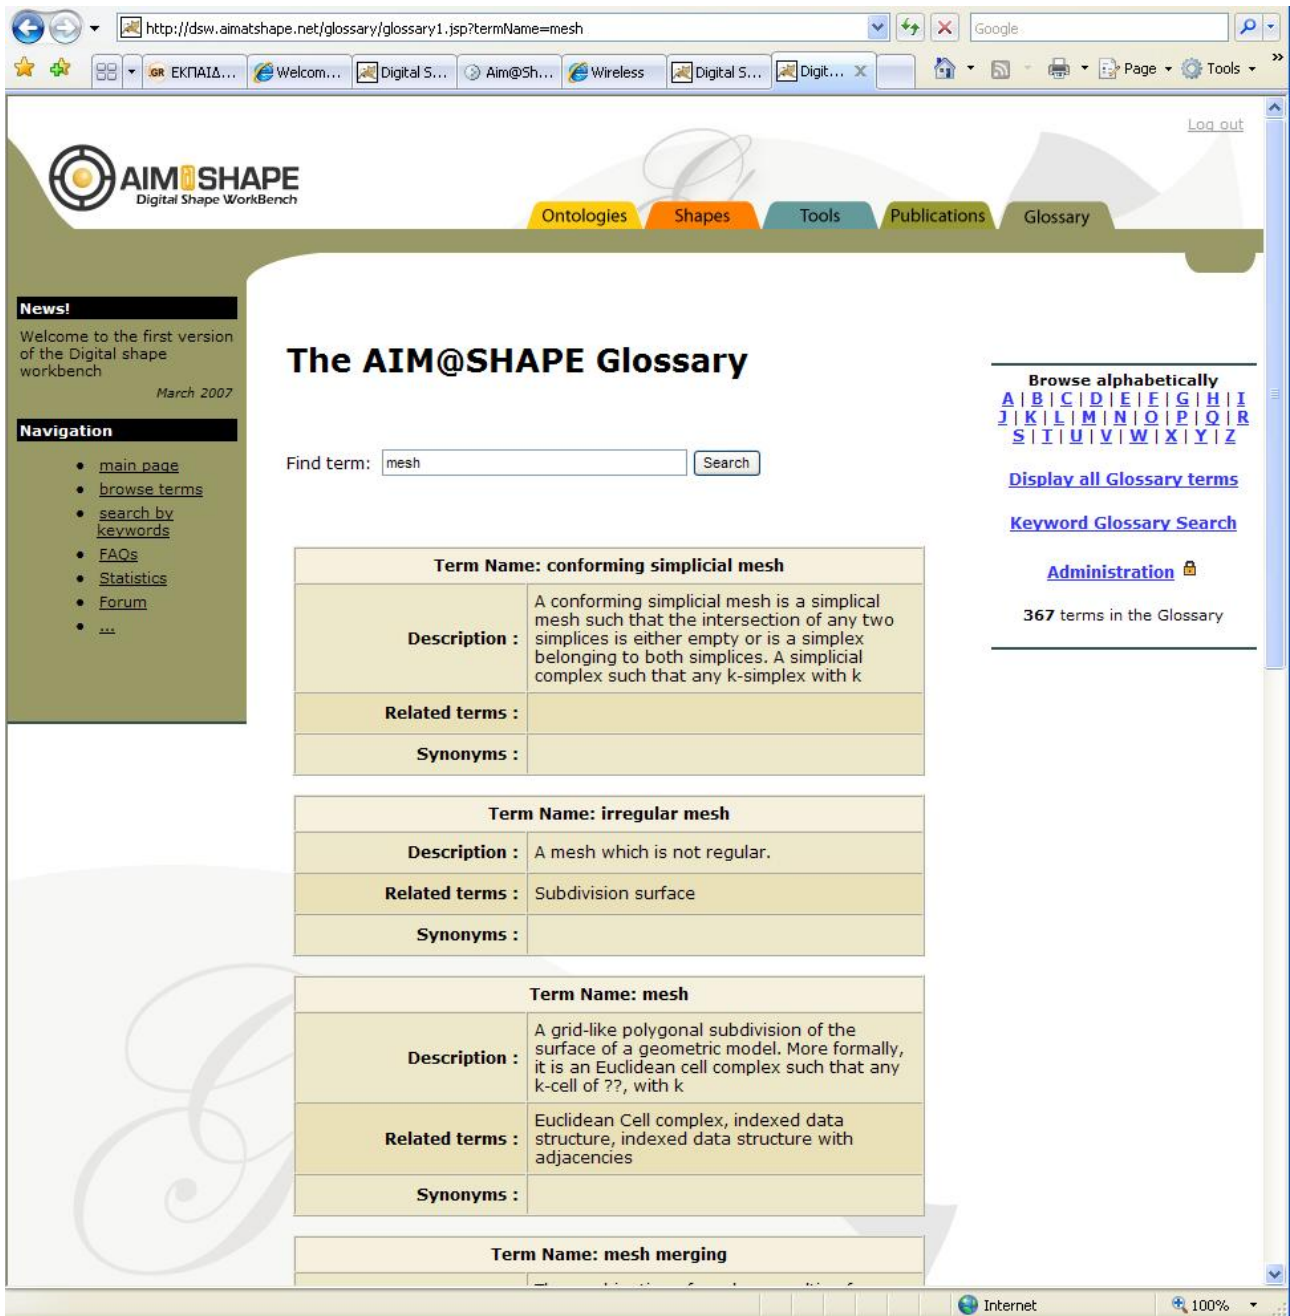 http://dsw.aimatshape.net/glossary/glossary1.jsp?termName=mesh
Google
GR ΕΚΠΑΙΔ...
Welcom...
Digital S...
Aim@Sh...
Wireless
Digital S...
Digit...
Page
Tools
Log out
AIM@SHAPE
Digital Shape WorkBench
Ontologies
Shapes
Tools
Publications
Glossary
News!
Welcome to the first version
of the Digital shape
workbench
March 2007
Navigation
main page
browse terms
search by
keywords
FAQs
Statistics
Forum
...
The AIM@SHAPE Glossary
Find term: mesh Search
Term Name: conforming simplicial mesh
Description :
A conforming simplicial mesh is a simplical
mesh such that the intersection of any two
simplices is either empty or is a simplex
belonging to both simplices. A simplicial
complex such that any k-simplex with k
Related terms :
Synonyms :
Term Name: irregular mesh
Description : A mesh which is not regular.
Related terms : Subdivision surface
Synonyms :
Term Name: mesh
Description :
A grid-like polygonal subdivision of the
surface of a geometric model. More formally,
it is an Euclidean cell complex such that any
k-cell of ??, with k
Related terms :
Euclidean Cell complex, indexed data
structure, indexed data structure with
adjacencies
Synonyms :
Term Name: mesh merging
Browse alphabetically
A | B | C | D | E | F | G | H | I
J | K | L | M | N | O | P | Q | R
S | T | U | V | W | X | Y | Z
Display all Glossary terms
Keyword Glossary Search
Administration
367 terms in the Glossary
Internet
100%